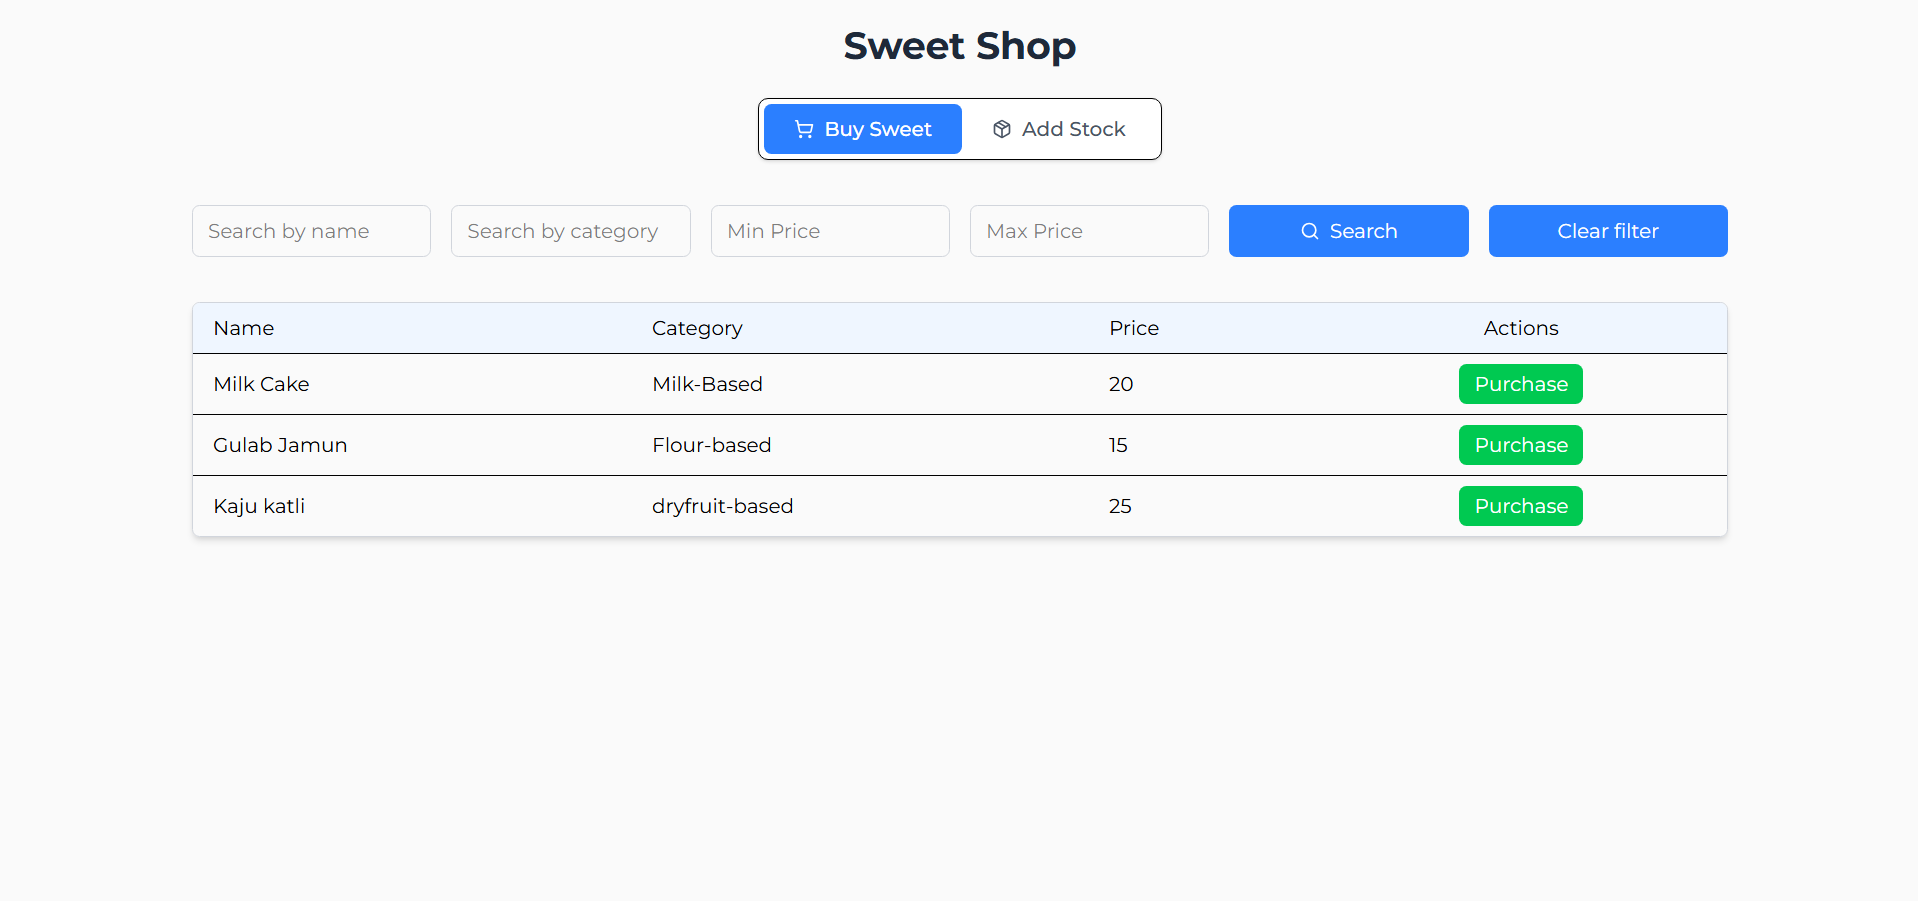 Sweet Shop
Buy Sweet Add Stock
Search by name Search by category Min Price Max Price Search Clear filter
Name Category Price Actions
Milk Cake Milk-Based 20 Purchase
Gulab Jamun Flour-based 15 Purchase
Kaju katli dryfruit-based 25 Purchase